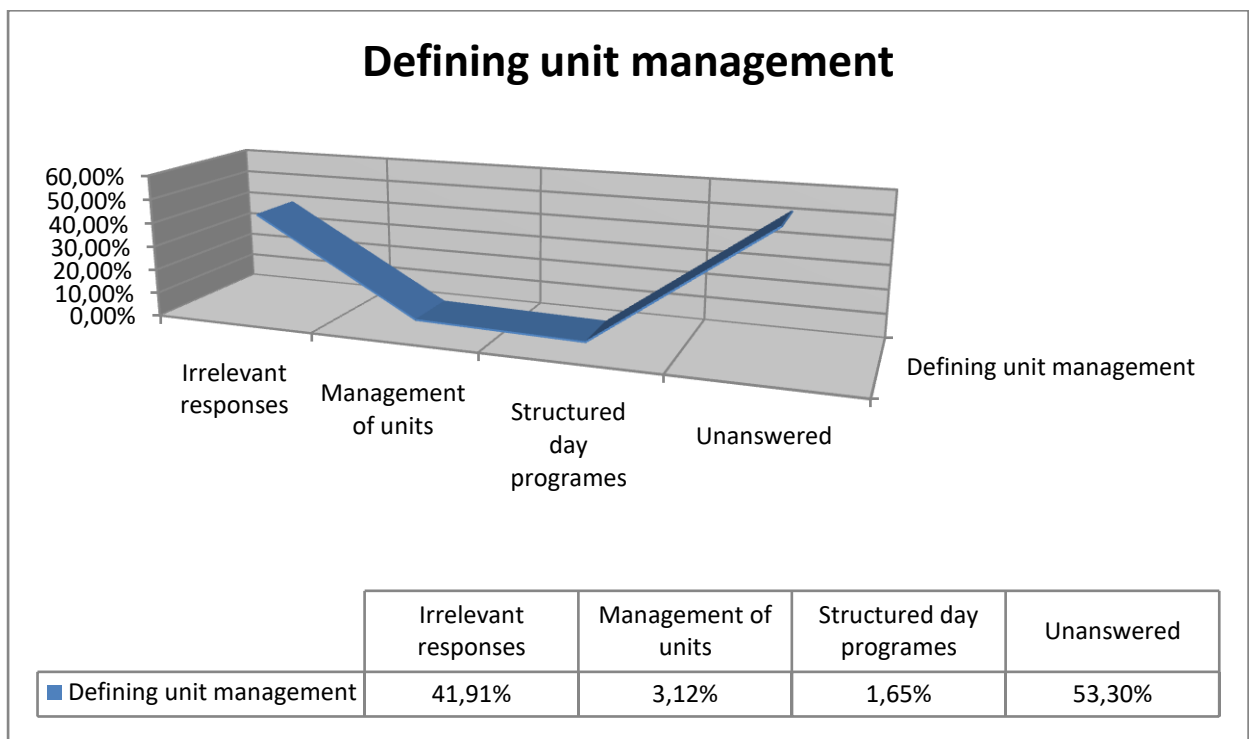 Defining unit management
60,00%
50,00%
40,00%
30,00%
20,00%
10,00%
0,00%
Irrelevant
responses
Management
of units
Structured
day
programes
Unanswered
Defining unit management
Irrelevant
responses
Management of
units
Structured day
programes
Unanswered
Defining unit management
41,91%
3,12%
1,65%
53,30%